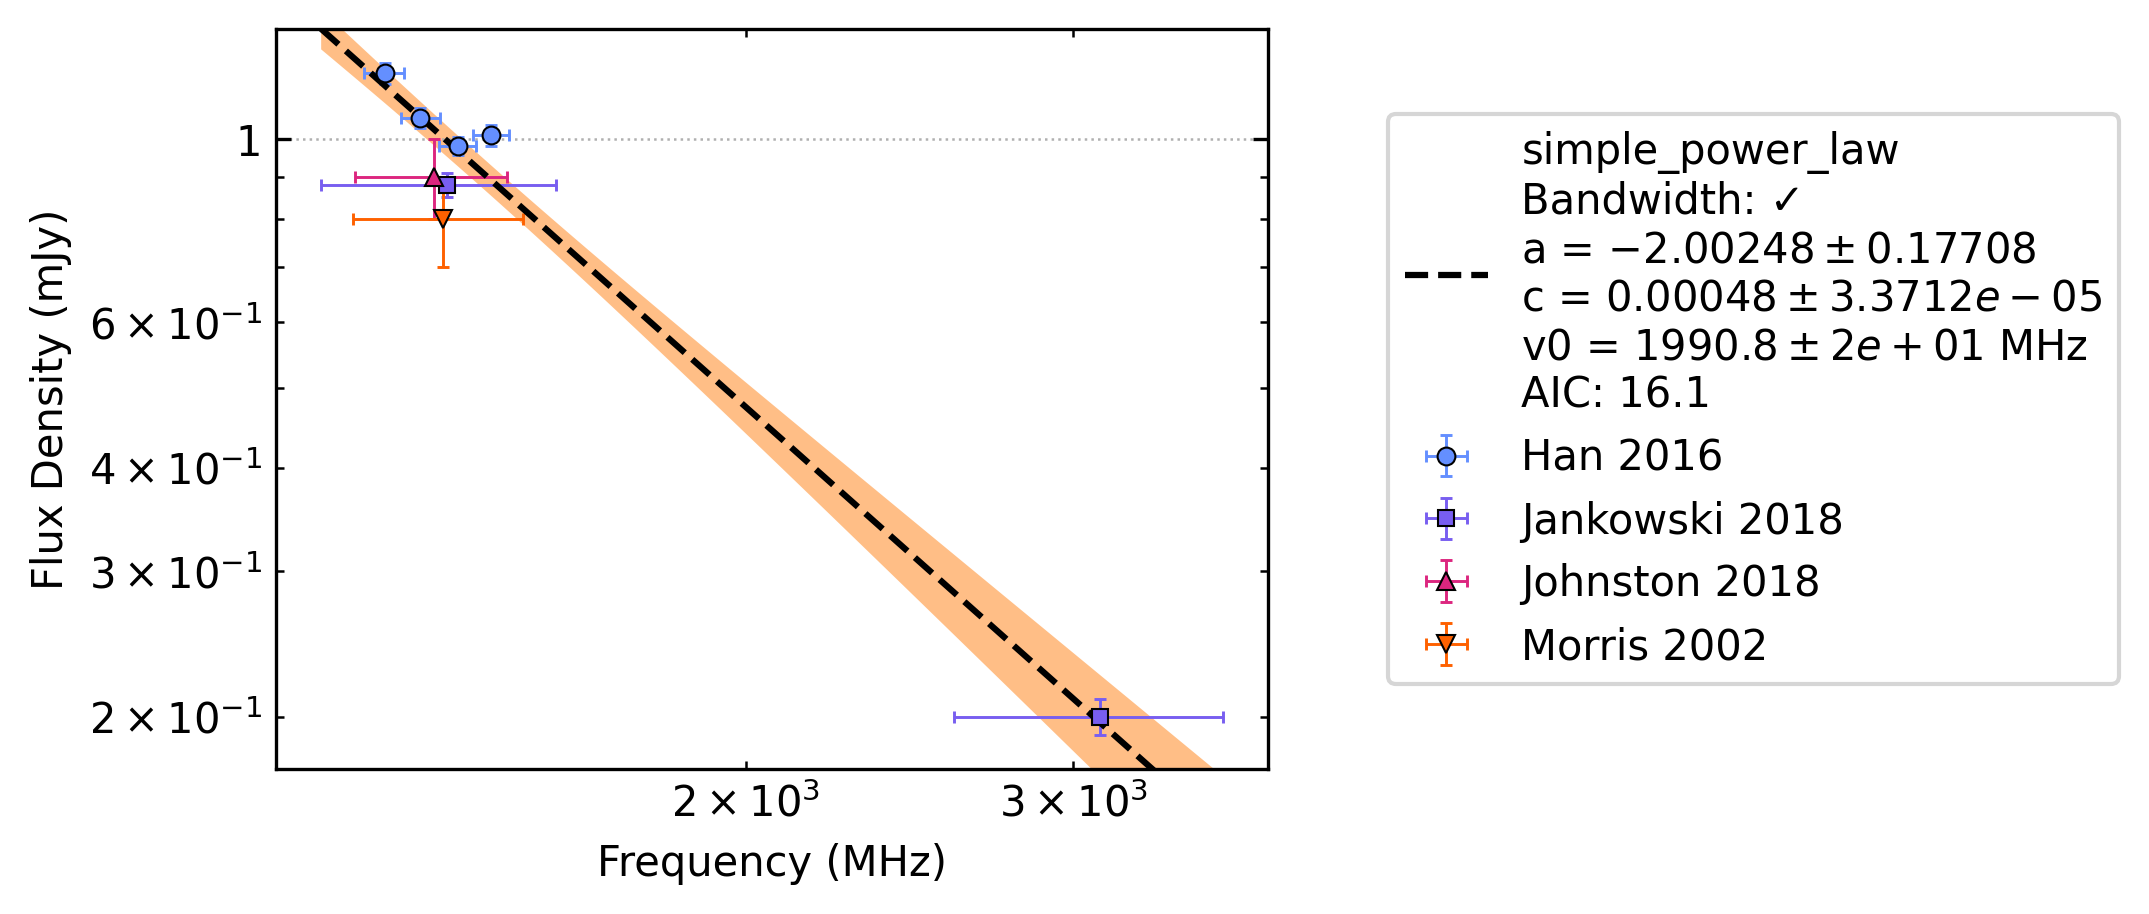 Flux Density (mJy)
1
6 × 10⁻¹
4 × 10⁻¹
3 × 10⁻¹
2 × 10⁻¹
2 × 10³
3 × 10³
Frequency (MHz)
simple_power_law
Bandwidth: ✓
a = −2.00248 ± 0.17708
c = 0.00048 ± 3.3712e − 05
v0 = 1990.8 ± 2e + 01 MHz
AIC: 16.1
Han 2016
Jankowski 2018
Johnston 2018
Morris 2002